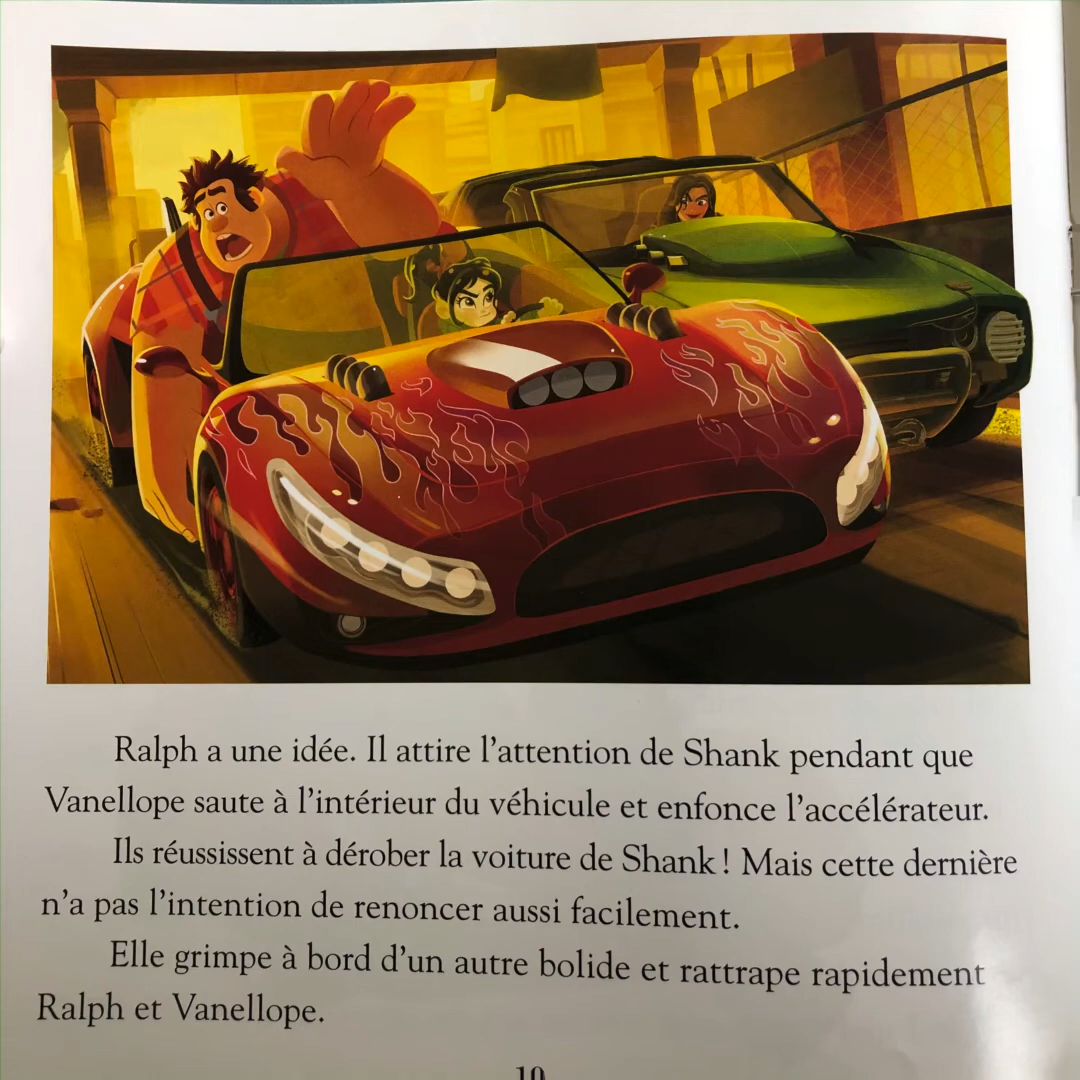 Ralph a une idée. Il attire l'attention de Shank pendant que
Vanellope saute à l'intérieur du véhicule et enfonce l'accélérateur.
Ils réussissent à dérober la voiture de Shank ! Mais cette dernière
n'a pas l'intention de renoncer aussi facilement.
Elle grimpe à bord d'un autre bolide et rattrape rapidement
Ralph et Vanellope.